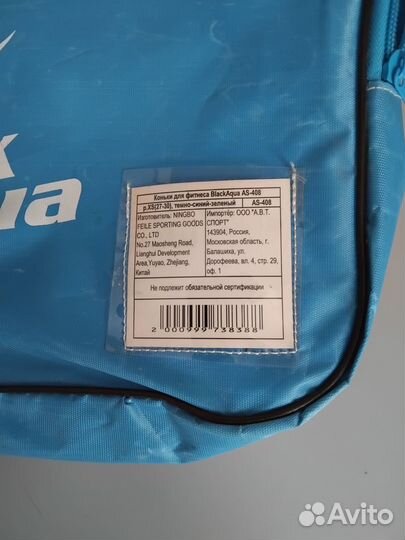 k
ua
Коньки для фитнеса BlackAqua AS-408
р.XS(27-30), темно-синий-зеленый AS-408
Изготовитель: NINGBO
FEILE SPORTING GOODS
CO., LTD
No.27 Maosheng Road,
Lianghui Development
Area,Yuyao, Zhejiang,
Китай
Импортёр: ООО "А.В.Т.
СПОРТ"
143904, Россия,
Московская область, г.
Балашиха, ул.
Дорофеева, вл. 4, стр. 29,
оф. 1
Не подлежит обязательной сертификации
2 000999 738388
Avito